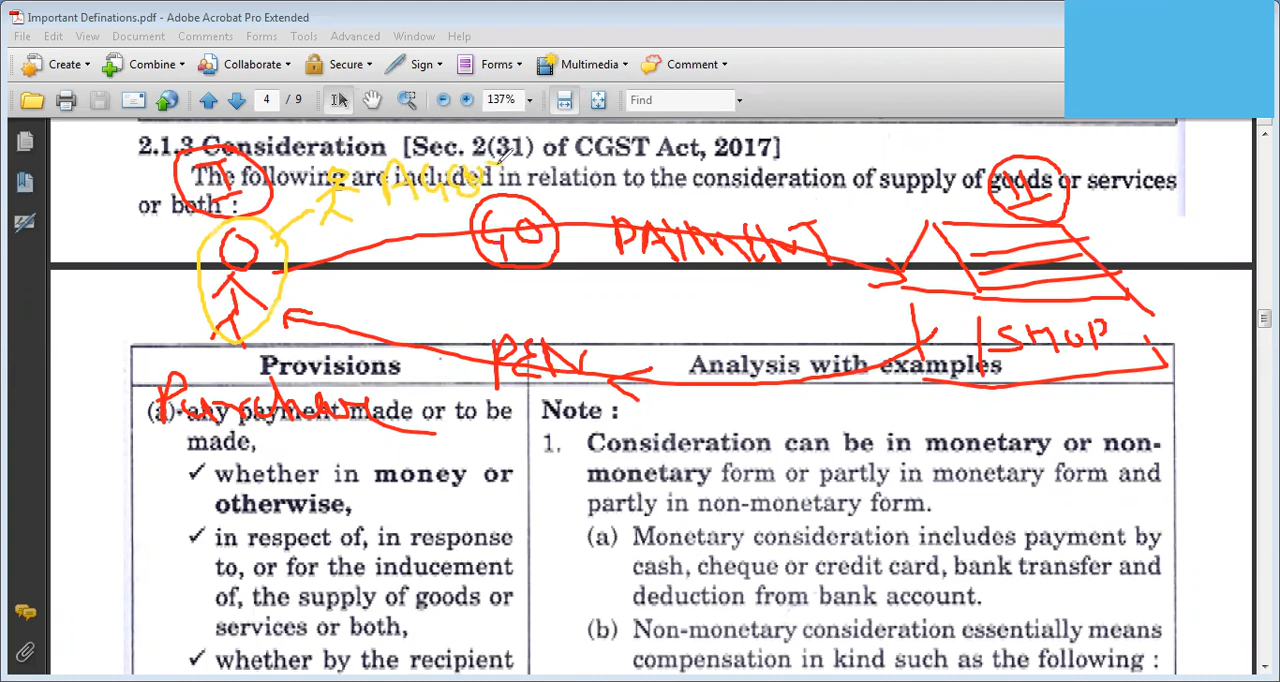 Important Definations.pdf - Adobe Acrobat Pro Extended
File Edit View Document Comments Forms Tools Advanced Window Help
Create Combine Collaborate Secure Sign Forms Multimedia Comment
4 / 9 137% Find
2.1.3 Consideration [Sec. 2(31) of CGST Act, 2017]
The following are included in relation to the consideration of supply of goods or services
or both :
PAYMENT
PEN
SHOP
Provisions
Analysis with examples
(a) any payment made or to be
made,
✓ whether in money or
otherwise,
✓ in respect of, in response
to, or for the inducement
of, the supply of goods or
services or both,
✓ whether by the recipient
Note :
1. Consideration can be in monetary or non-
monetary form or partly in monetary form and
partly in non-monetary form.
(a) Monetary consideration includes payment by
cash, cheque or credit card, bank transfer and
deduction from bank account.
(b) Non-monetary consideration essentially means
compensation in kind such as the following :